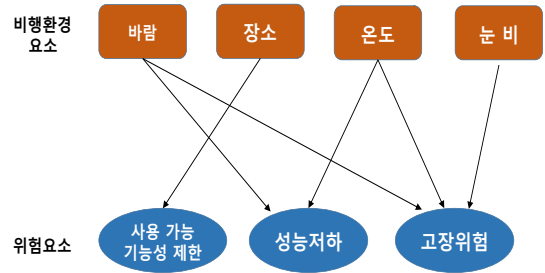 비행환경
요소
바람
장소
온도
눈 비
위험요소
사용 가능
기능성 제한
성능저하
고장위험